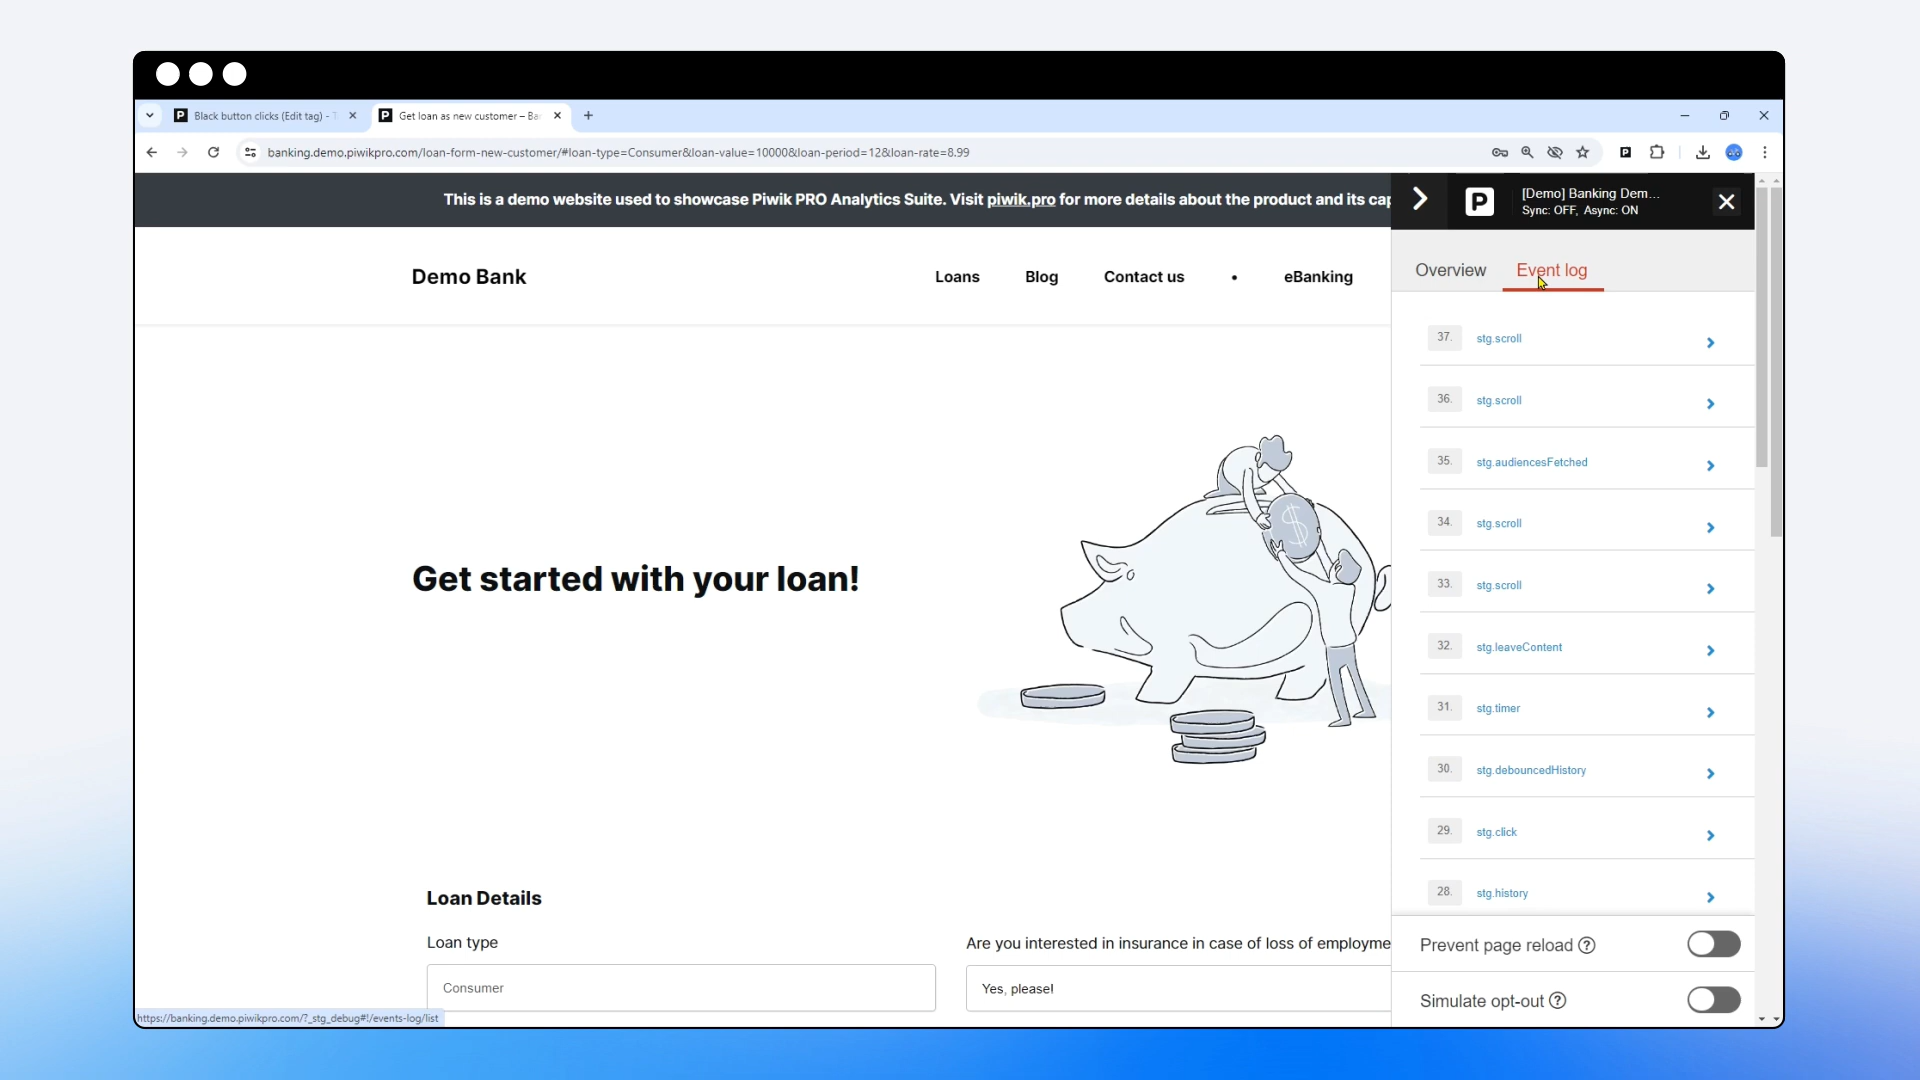 Black button clicks (Edit tag) -
Get loan as new customer – Ba
banking.demo.piwikpro.com/loan-form-new-customer/#loan-type=Consumer&loan-value=10000&loan-period=12&loan-rate=8.99
This is a demo website used to showcase Piwik PRO Analytics Suite. Visit piwik.pro for more details about the product and its cap
[Demo] Banking Dem...
Sync: OFF, Async: ON
Demo Bank
Loans
Blog
Contact us
•
eBanking
Overview
Event log
37. stg.scroll
36. stg.scroll
35. stg.audiencesFetched
34. stg.scroll
33. stg.scroll
32. stg.leaveContent
31. stg.timer
30. stg.debouncedHistory
29. stg.click
28. stg.history
Get started with your loan!
$
Loan Details
Loan type
Consumer
Are you interested in insurance in case of loss of employme
Yes, please!
Prevent page reload ?
Simulate opt-out ?
https://banking.demo.piwikpro.com/?_stg_debug#!/events-log/list